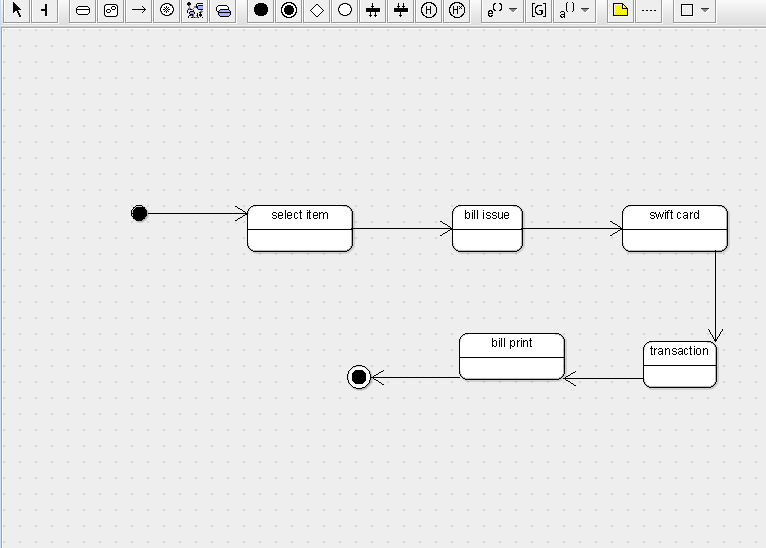 H
H*
e()
[G]
a()
select item
bill issue
swift card
bill print
transaction